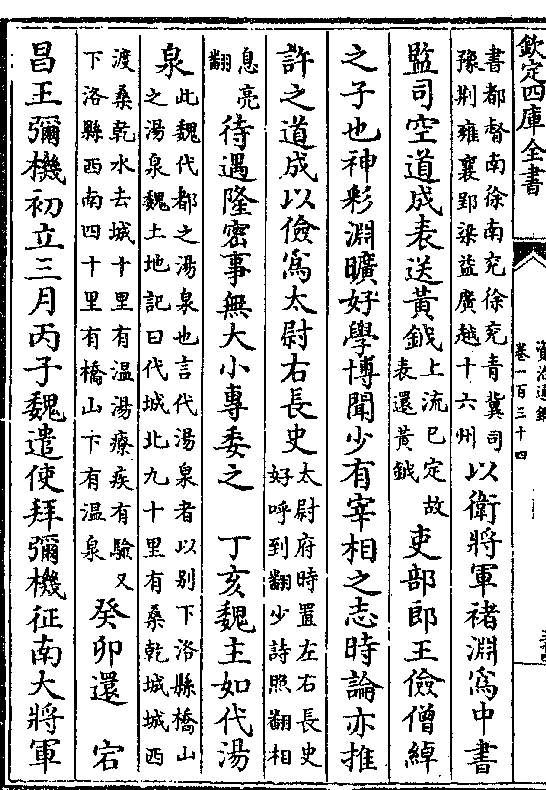 欽定四庫全書
資治通鑑
卷一百三十四
書都督南徐南兖徐兖青冀司
豫荆雍襄郢梁益廣越十六州
以衛將軍褚淵為中書
監司空道成表送黄鉞
上流已定故
表還黄鉞
吏部郎王儉僧綽
之子也神彩淵曠好學博聞少有宰相之志時論亦推
許之道成以儉為太尉右長史
太尉府時置左右長史
好呼到翻少詩照翻相
息亮
翻
待遇隆密事無大小專委之 丁亥魏主如代湯
泉
此魏代都之湯泉也言代湯泉者以别下洛縣橋山
之湯泉魏土地記曰代城北九十里有桑乾城城西
渡桑乾水去城十里有温湯療疾有驗又
下洛縣西南四十里有橋山下有温泉
癸卯還 宕
昌王彌機初立三月丙子魏遣使拜彌機征南大將軍